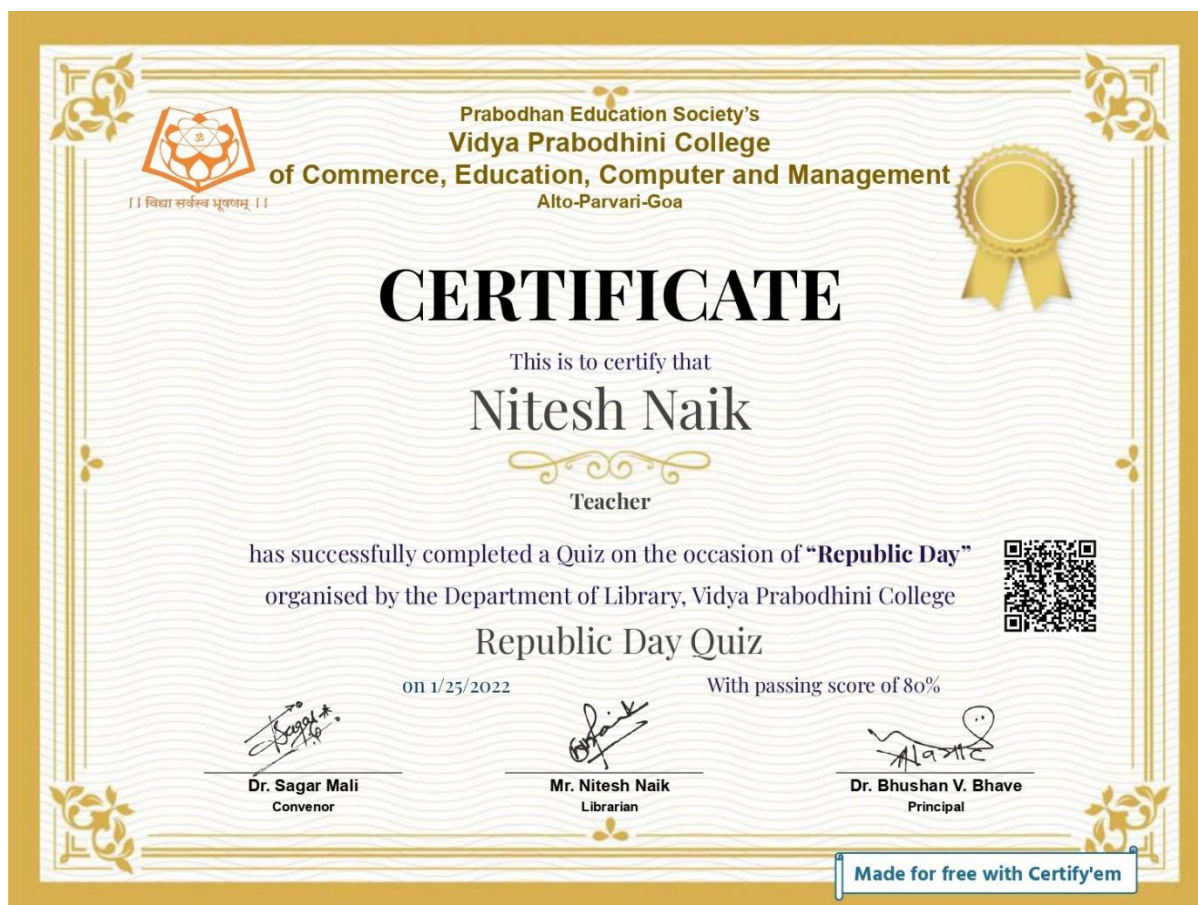 Prabodhan Education Society's
Vidya Prabodhini College
of Commerce, Education, Computer and Management
Alto-Parvari-Goa
ॐ
।। विद्या सर्वस्व भूषणम् ।।
CERTIFICATE
This is to certify that
Nitesh Naik
Teacher
has successfully completed a Quiz on the occasion of “Republic Day”
organised by the Department of Library, Vidya Prabodhini College
Republic Day Quiz
on 1/25/2022 With passing score of 80%
Dr. Sagar Mali
Convenor
Mr. Nitesh Naik
Librarian
Dr. Bhushan V. Bhave
Principal
Made for free with Certify'em